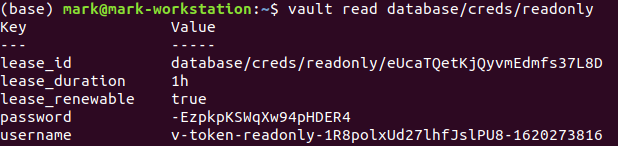 (base) mark@mark-workstation:~$ vault read database/creds/readonly
Key Value
--- -----
lease_id database/creds/readonly/eUcaTQetKjQyvmEdmfs37L8D
lease_duration 1h
lease_renewable true
password -EzpkpKSWqXw94pHDER4
username v-token-readonly-1R8polxUd27lhfJslPU8-1620273816